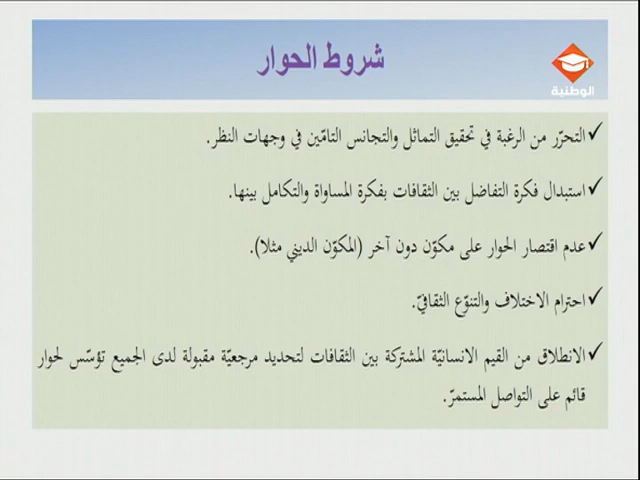 شروط الحوار
الوطنية
✓التحرّر من الرغبة في تحقيق التماثل والتجانس التامّين في وجهات النظر.
✓استبدال فكرة التفاضل بين الثقافات بفكرة المساواة والتكامل بينها.
✓عدم اقتصار الحوار على مكوّن دون آخر (المكوّن الديني مثلا).
✓احترام الاختلاف والتنوّع الثقافيّ.
✓الانطلاق من القيم الانسانيّة المشتركة بين الثقافات لتحديد مرجعيّة مقبولة لدى الجميع تؤسّس لحوار
قائم على التواصل المستمرّ.